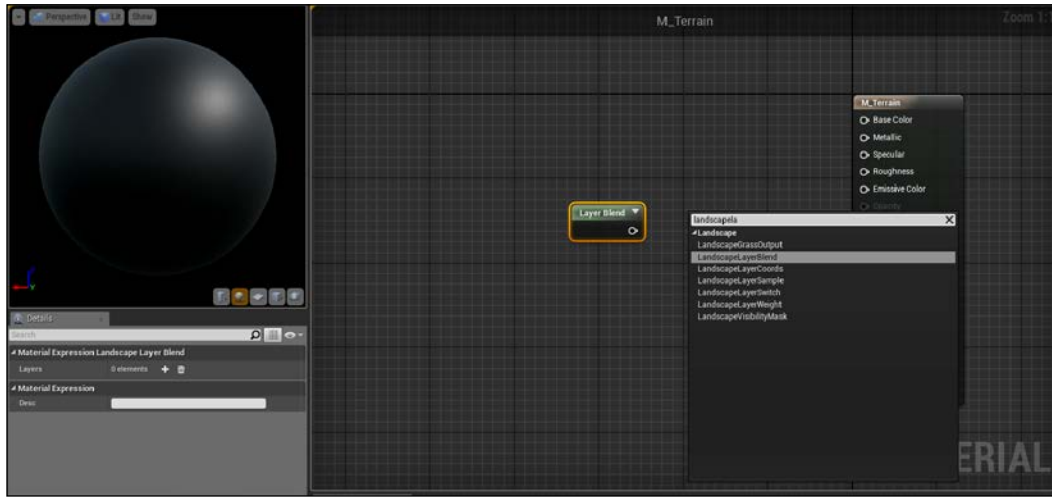 Perspective Lit Show
M_Terrain
Zoom 1:1
M_Terrain
Base Color
Metallic
Specular
Roughness
Emissive Color
Opacity
Layer Blend
landscapela
Landscape
LandscapeGrassOutput
LandscapeLayerBlend
LandscapeLayerCoords
LandscapeLayerSample
LandscapeLayerSwitch
LandscapeLayerWeight
LandscapeVisibilityMask
Details
Search
Material Expression Landscape Layer Blend
Layers 0 elements
Material Expression
Desc
ERIAL